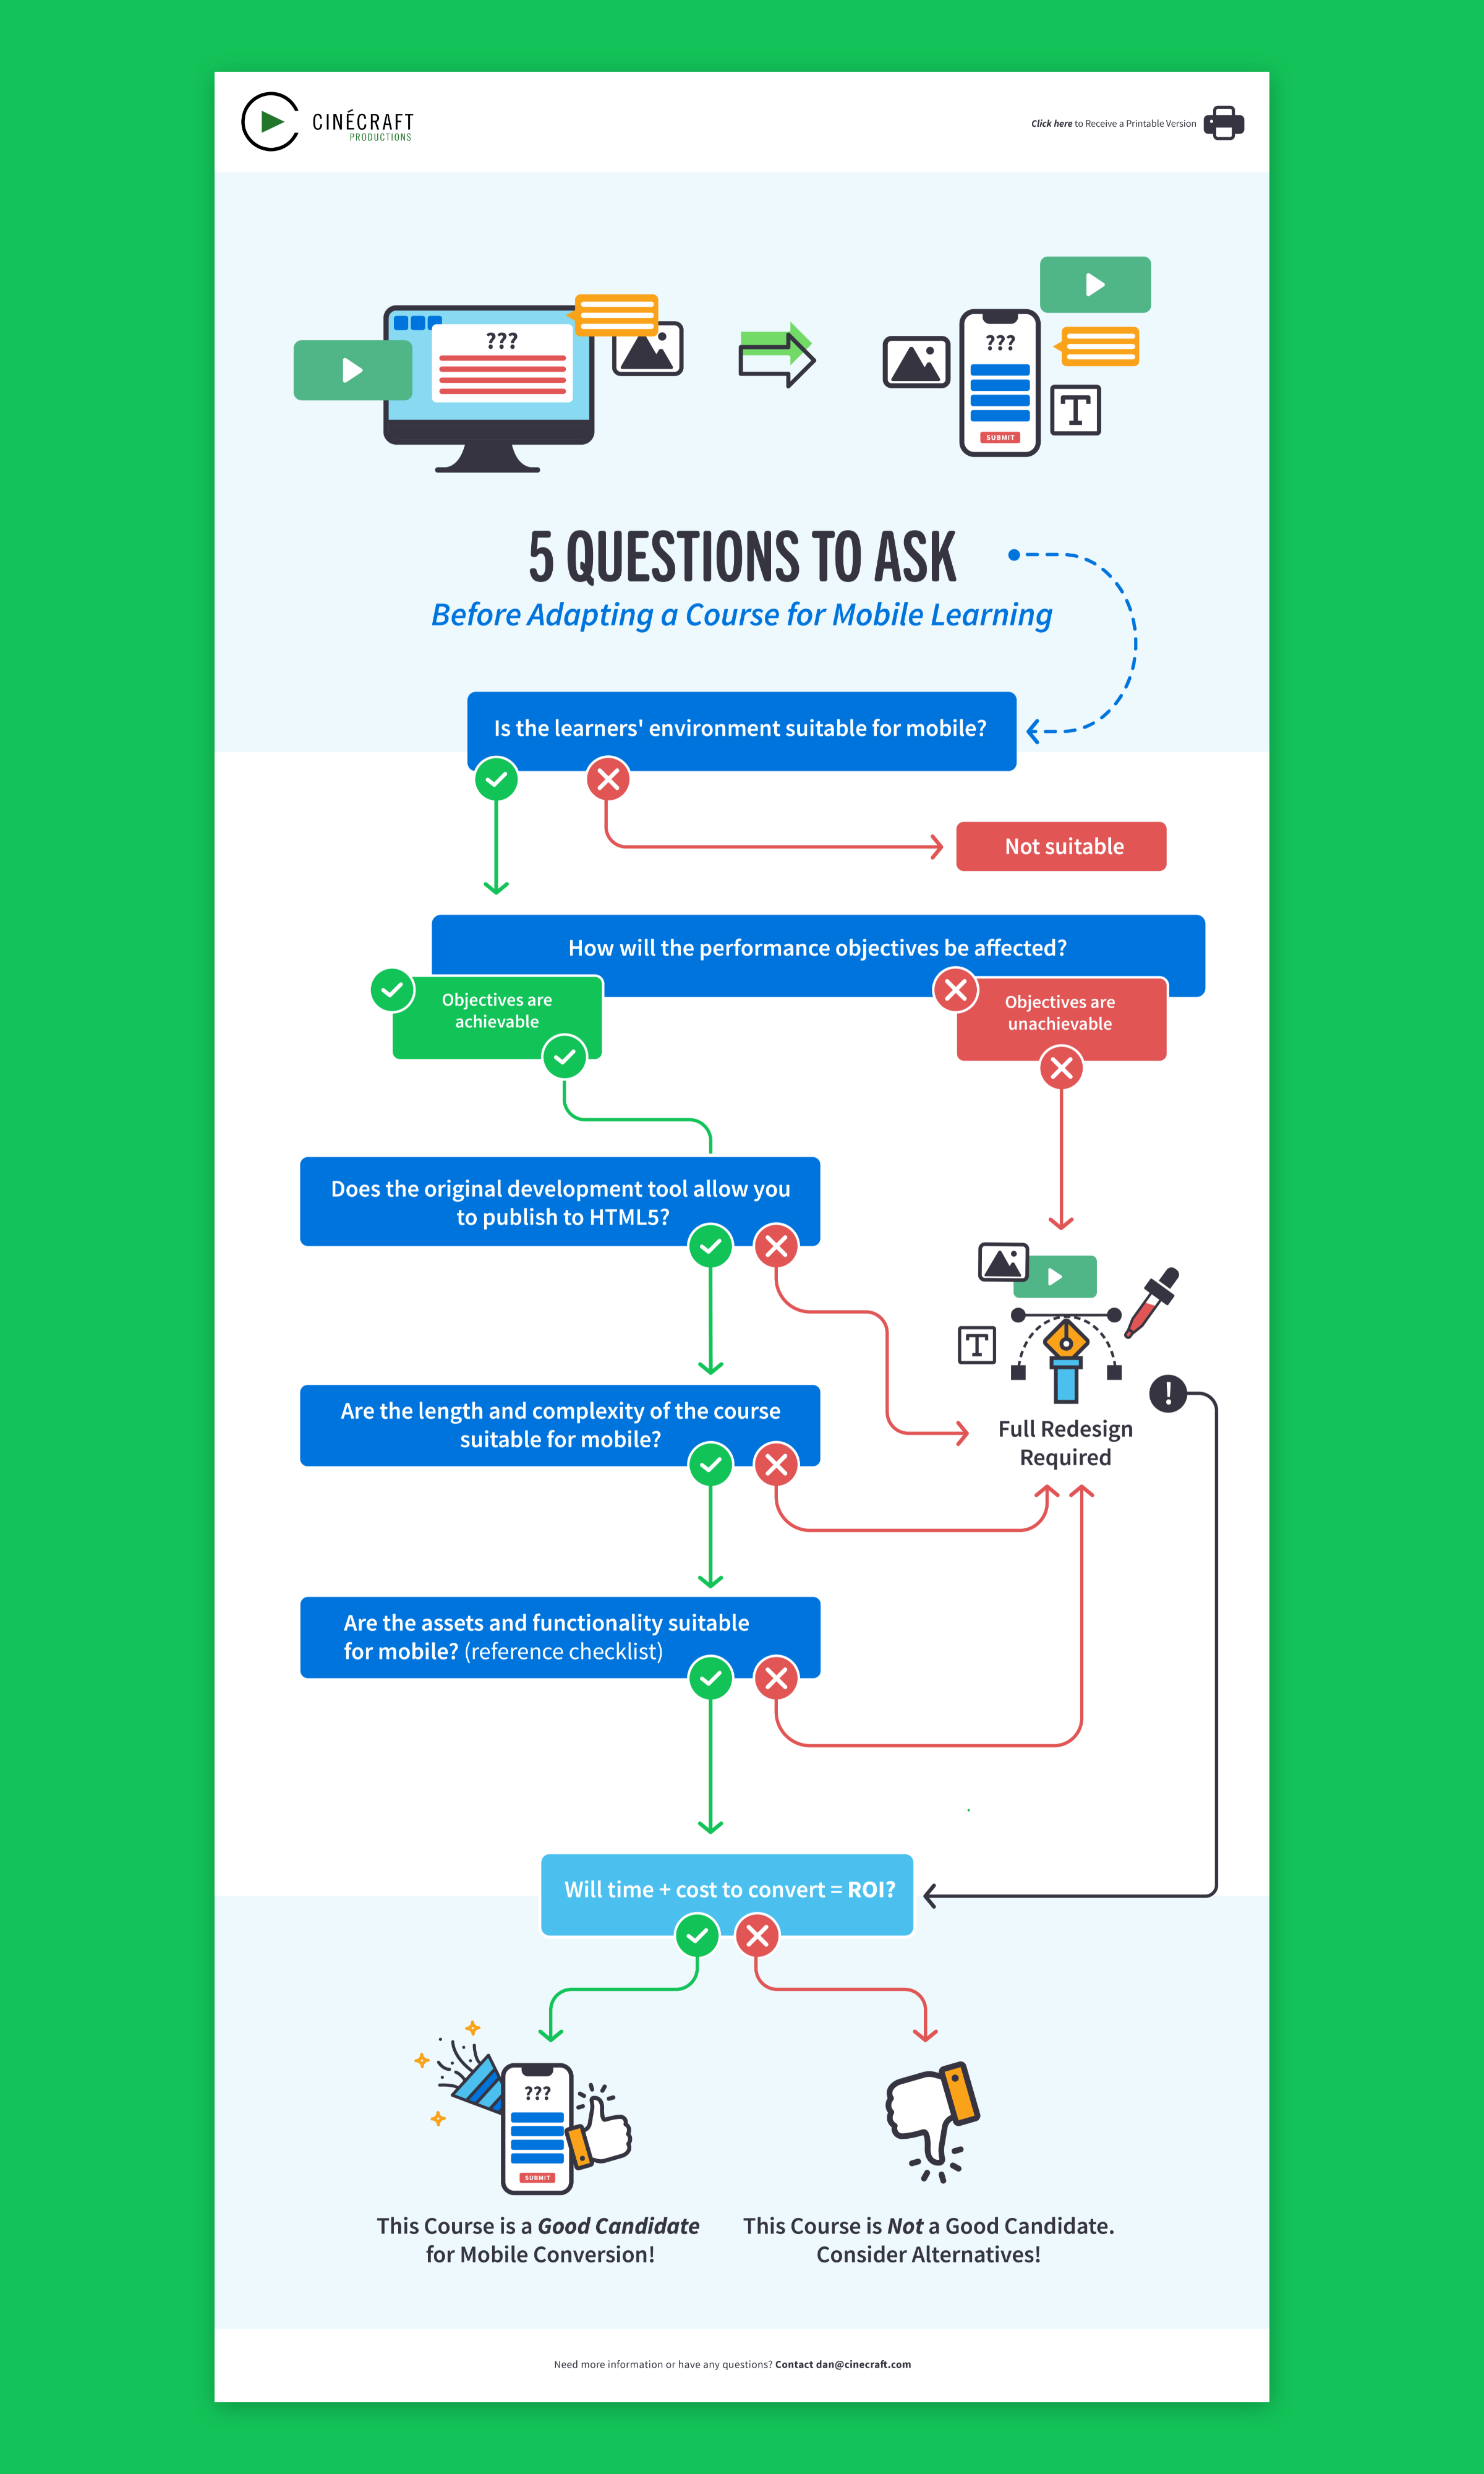 CINÉCRAFT
PRODUCTIONS
Click here to Receive a Printable Version
???
???
SUBMIT
T
5 QUESTIONS TO ASK
Before Adapting a Course for Mobile Learning
Is the learners' environment suitable for mobile?
Not suitable
How will the performance objectives be affected?
Objectives are
achievable
Objectives are
unachievable
Does the original development tool allow you
to publish to HTML5?
T
!
Full Redesign
Required
Are the length and complexity of the course
suitable for mobile?
Are the assets and functionality suitable
for mobile? (reference checklist)
Will time + cost to convert = ROI?
???
SUBMIT
This Course is a Good Candidate
for Mobile Conversion!
This Course is Not a Good Candidate.
Consider Alternatives!
Need more information or have any questions? Contact dan@cinecraft.com